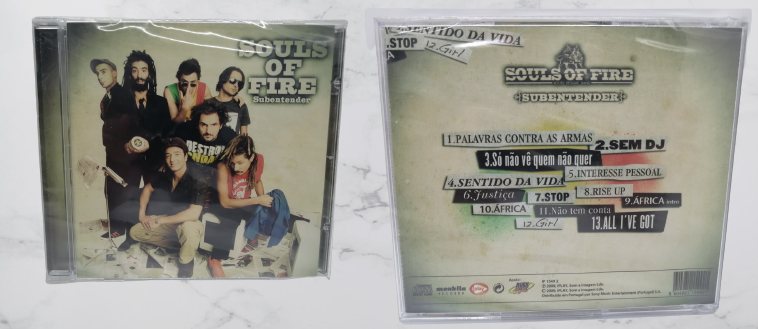 SOULS
OF
FIRE
Subentender
DESTROY
SENTIDO DA VIDA
.STOP
12.Girl
SOULS OF FIRE
SUBENTENDER
1.PALAVRAS CONTRA AS ARMAS
2.SEM DJ
3.Só não vê quem não quer
4.SENTIDO DA VIDA
5.INTERESSE PESSOAL
6.Justiça
7.STOP
8.RISE UP
9.ÁFRICA intro
10.ÁFRICA
11.Não tem conta
12.Girl
13.ALL I'VE GOT